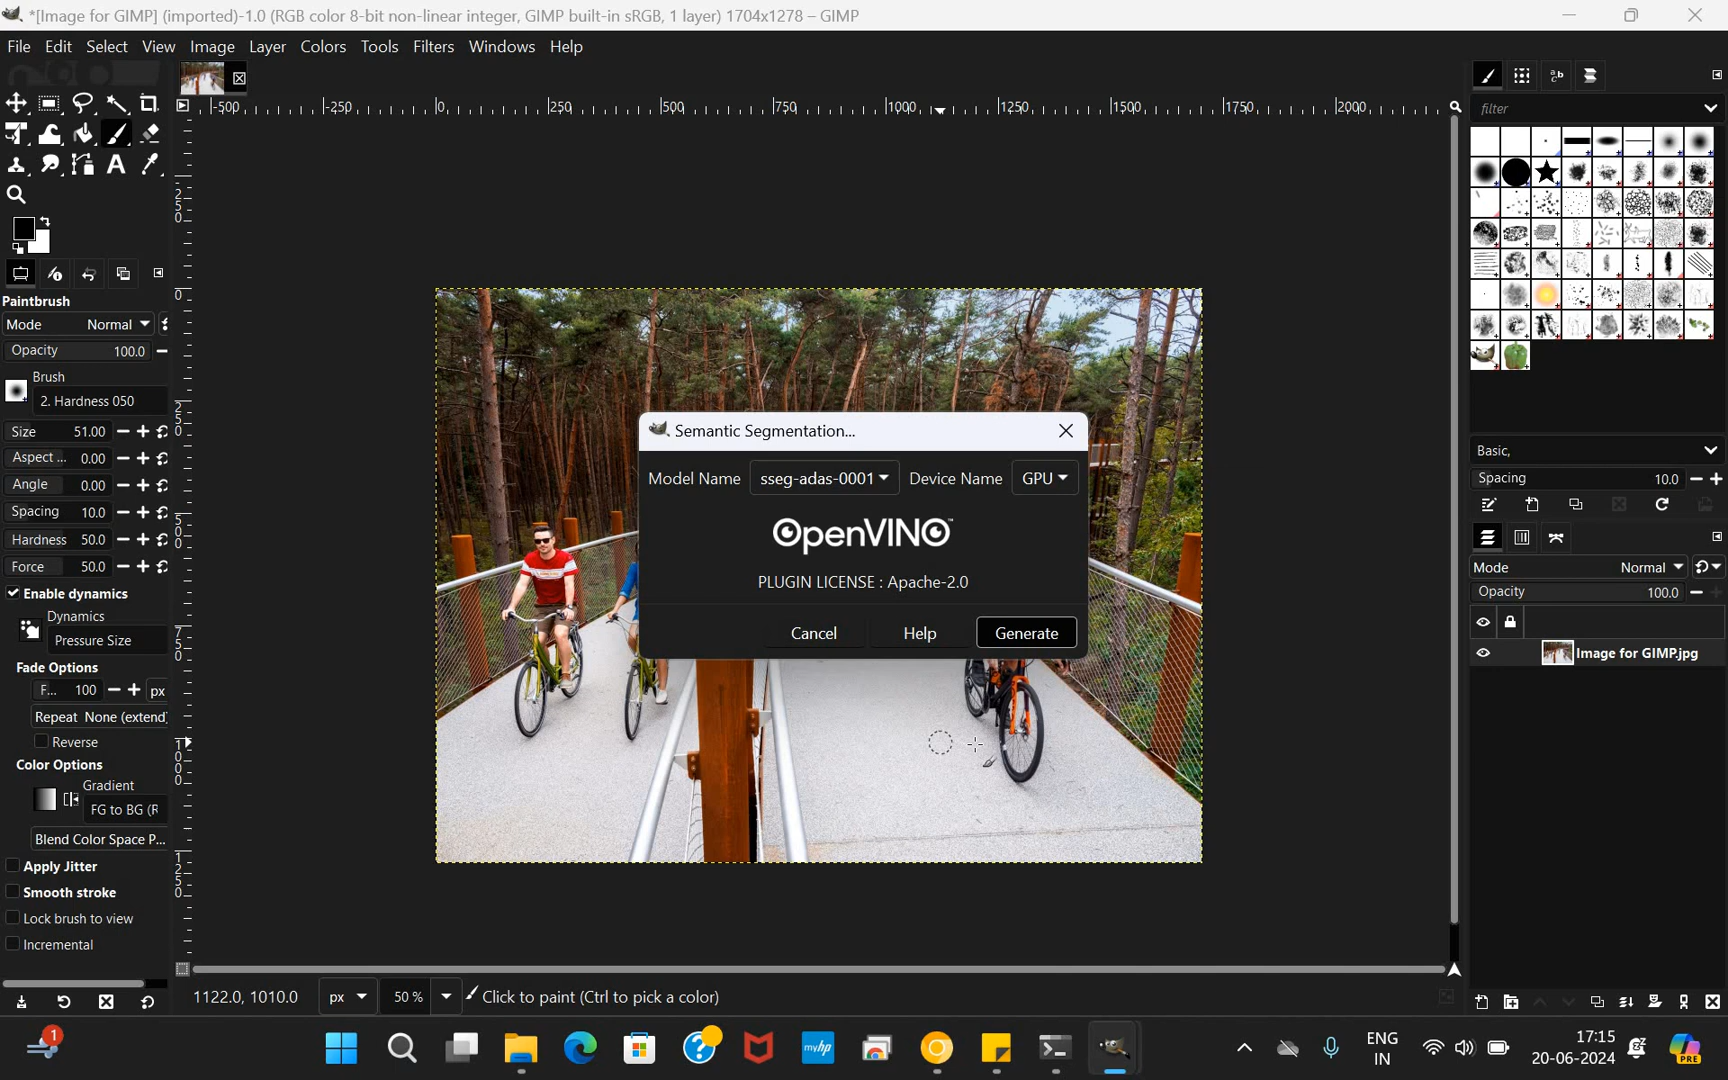 *[Image for GIMP] (imported)-1.0 (RGB color 8-bit non-linear integer, GIMP built-in sRGB, 1 layer) 1704x1278 – GIMP
File Edit Select View Image Layer Colors Tools Filters Windows Help
-500 -250 0 250 500 750 1000 1250 1500 1750 2000
filter
Paintbrush
Mode Normal
Opacity 100.0
Brush
2. Hardness 050
Size 51.00
Aspect ... 0.00
Angle 0.00
Spacing 10.0
Hardness 50.0
Force 50.0
Enable dynamics
Dynamics
Pressure Size
Fade Options
F... 100 px
Repeat None (extend)
Reverse
Color Options
Gradient
FG to BG (R
Blend Color Space P...
Apply Jitter
Smooth stroke
Lock brush to view
Incremental
Semantic Segmentation...
Model Name sseg-adas-0001 Device Name GPU
OpenVINO™
PLUGIN LICENSE : Apache-2.0
Cancel Help Generate
Basic,
Spacing 10.0
Mode Normal
Opacity 100.0
Image for GIMP.jpg
1122.0, 1010.0 px 50 % Click to paint (Ctrl to pick a color)
1
myhp
ENG
IN
17:15
20-06-2024
PRE